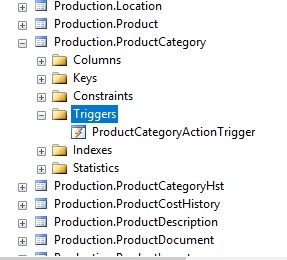 Production.Location
Production.Product
Production.ProductCategory
Columns
Keys
Constraints
Triggers
ProductCategoryActionTrigger
Indexes
Statistics
Production.ProductCategoryHst
Production.ProductCostHistory
Production.ProductDescription
Production.ProductDocument